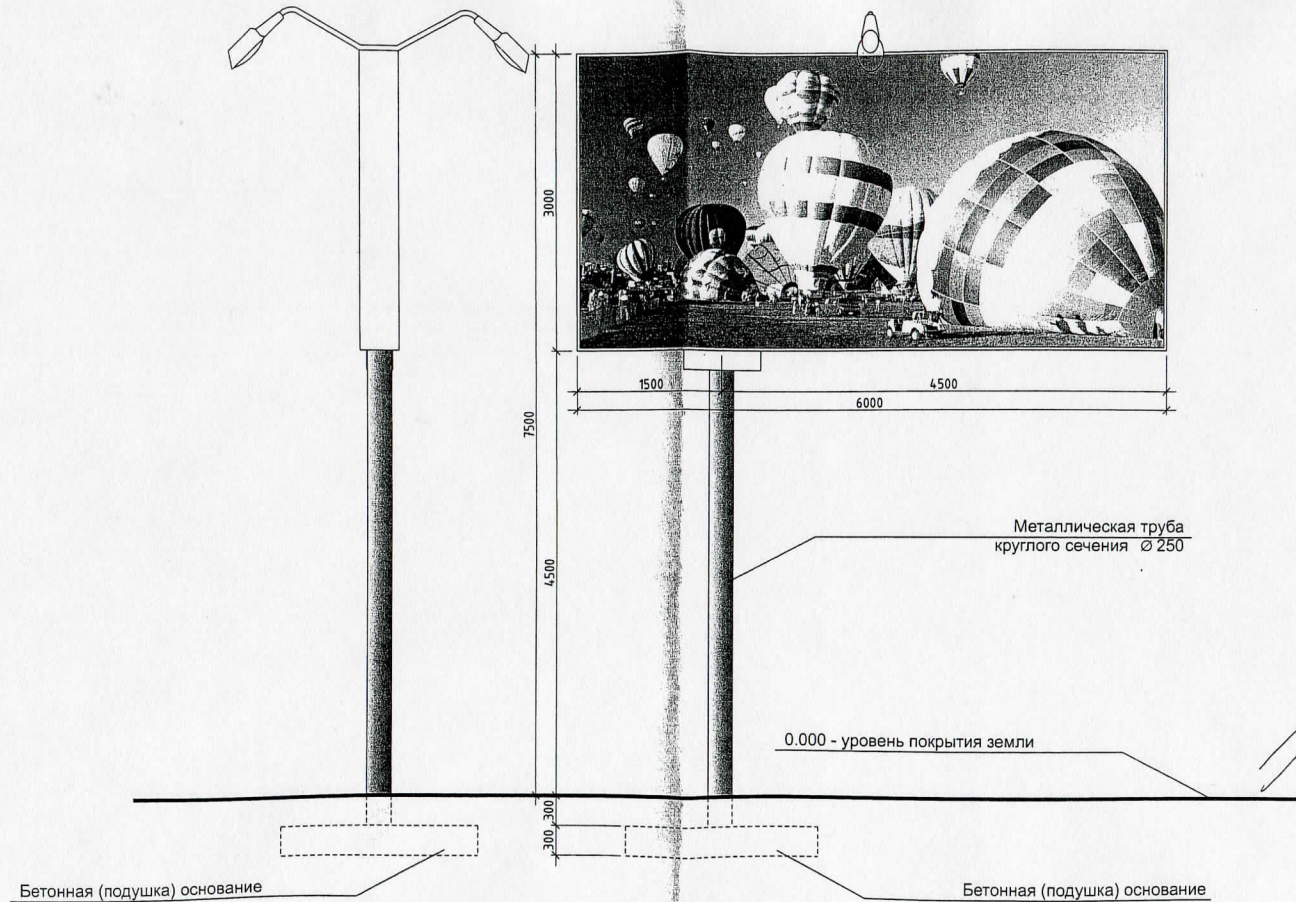 3000
1500
4500
6000
7500
Металлическая труба
круглого сечения ∅ 250
4500
0.000 - уровень покрытия земли
300
300
Бетонная (подушка) основание
Бетонная (подушка) основание